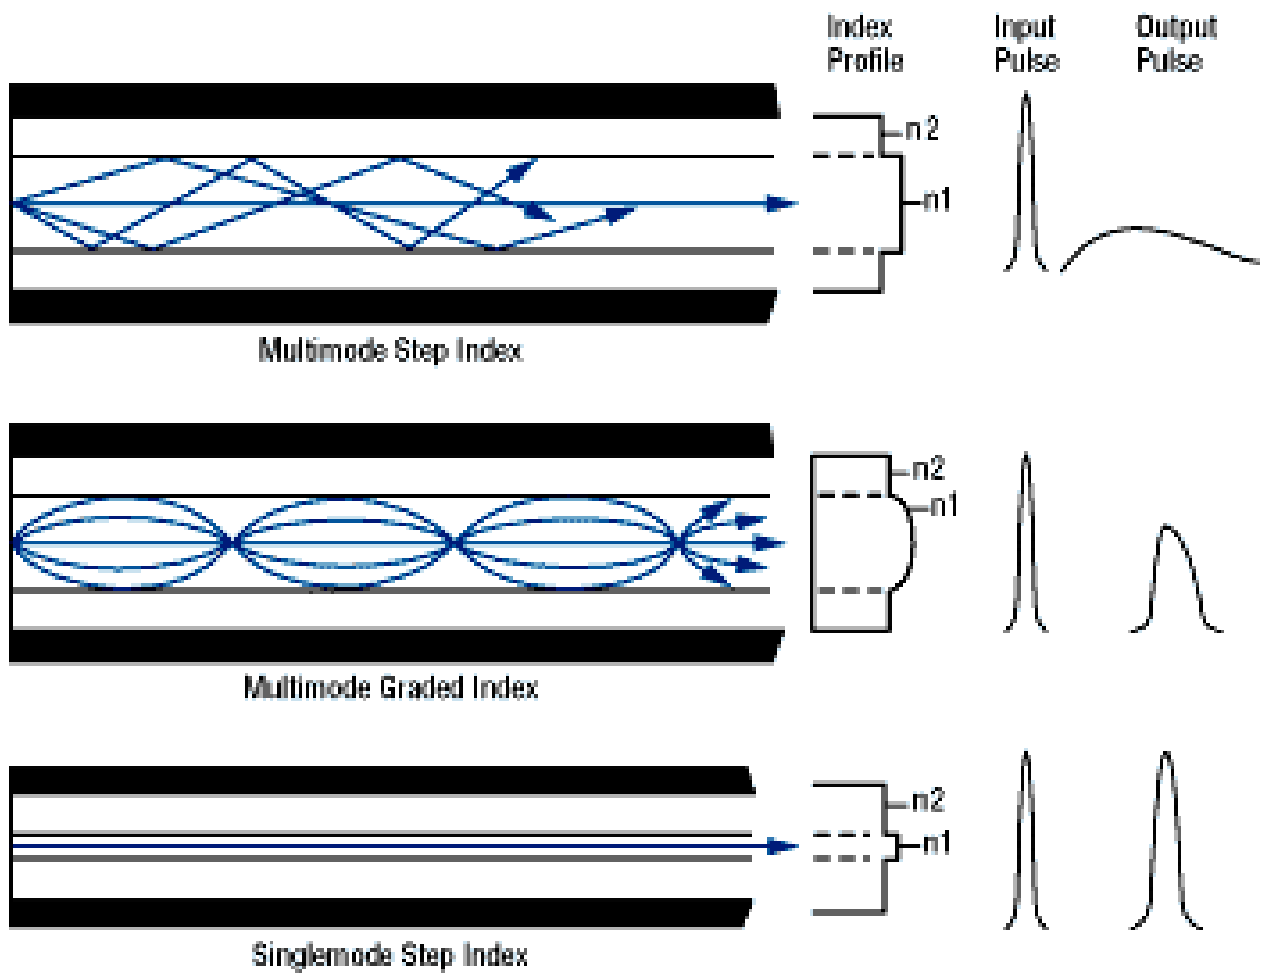 Index
Profile
Input
Pulse
Output
Pulse
n2
n1
Multimode Step Index
n2
n1
Multimode Graded Index
n2
n1
Singlemode Step Index